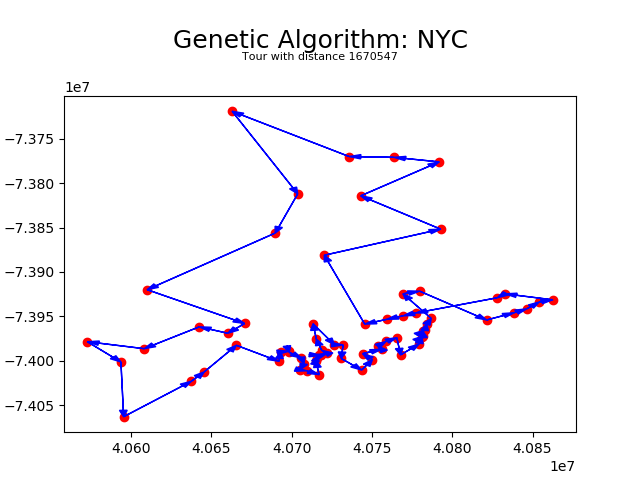 Genetic Algorithm: NYC
Tour with distance 1670547
1e7
−7.375
−7.380
−7.385
−7.390
−7.395
−7.400
−7.405
4.060 4.065 4.070 4.075 4.080 4.085
1e7